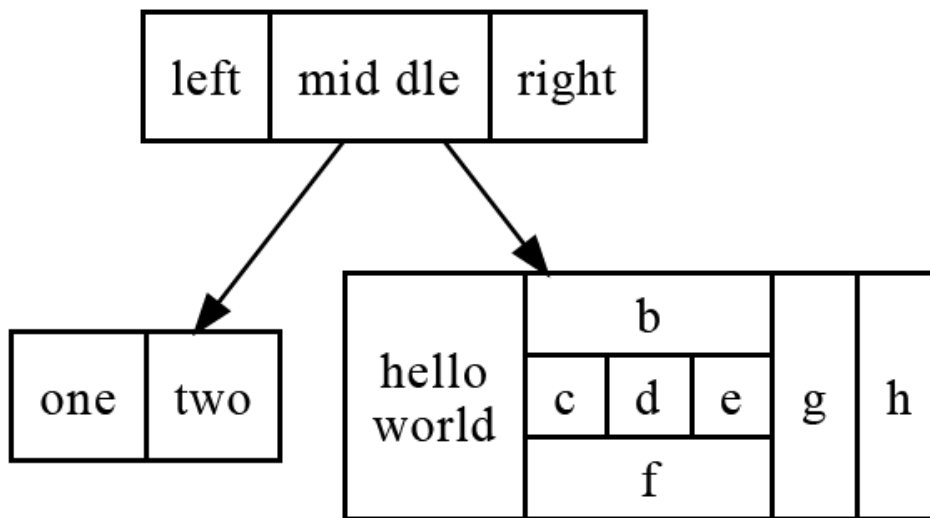 left mid dle right
one two
hello
world
b
c d e
f
g h